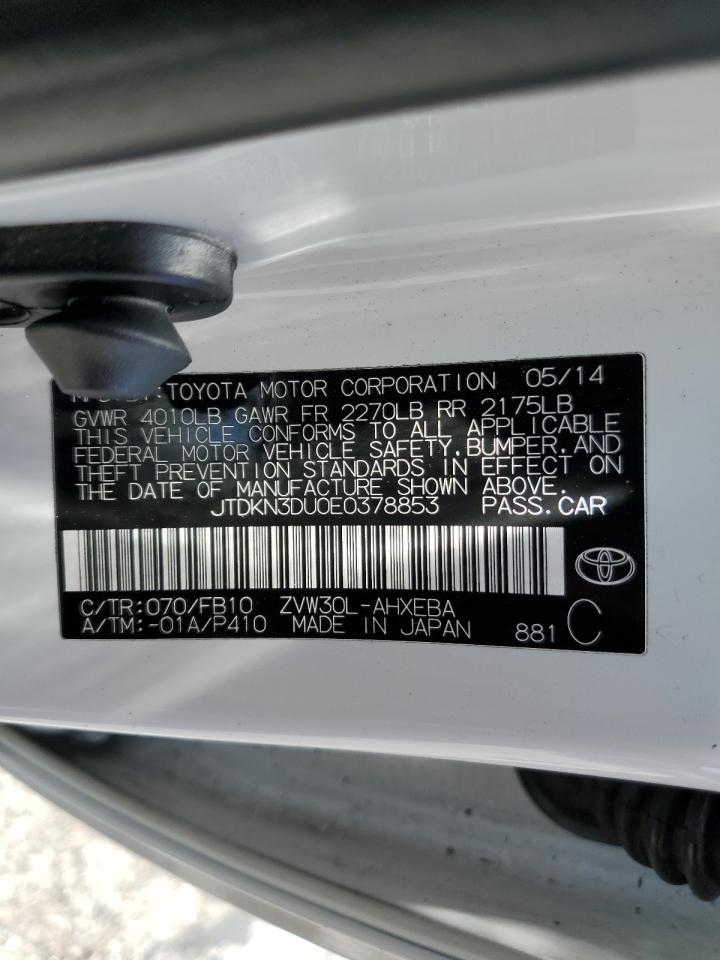 TOYOTA MOTOR CORPORATION 05/14
GVWR 4010LB GAWR FR 2270LB RR 2175LB
THIS VEHICLE CONFORMS TO ALL APPLICABLE
FEDERAL MOTOR VEHICLE SAFETY, BUMPER, AND
THEFT PREVENTION STANDARDS IN EFFECT ON
THE DATE OF MANUFACTURE SHOWN ABOVE.
JTDKN3DU0E0378853 PASS.CAR
C/TR:070/FB10 ZVW30L-AHXEBA
A/TM:-01A/P410 MADE IN JAPAN 881 C